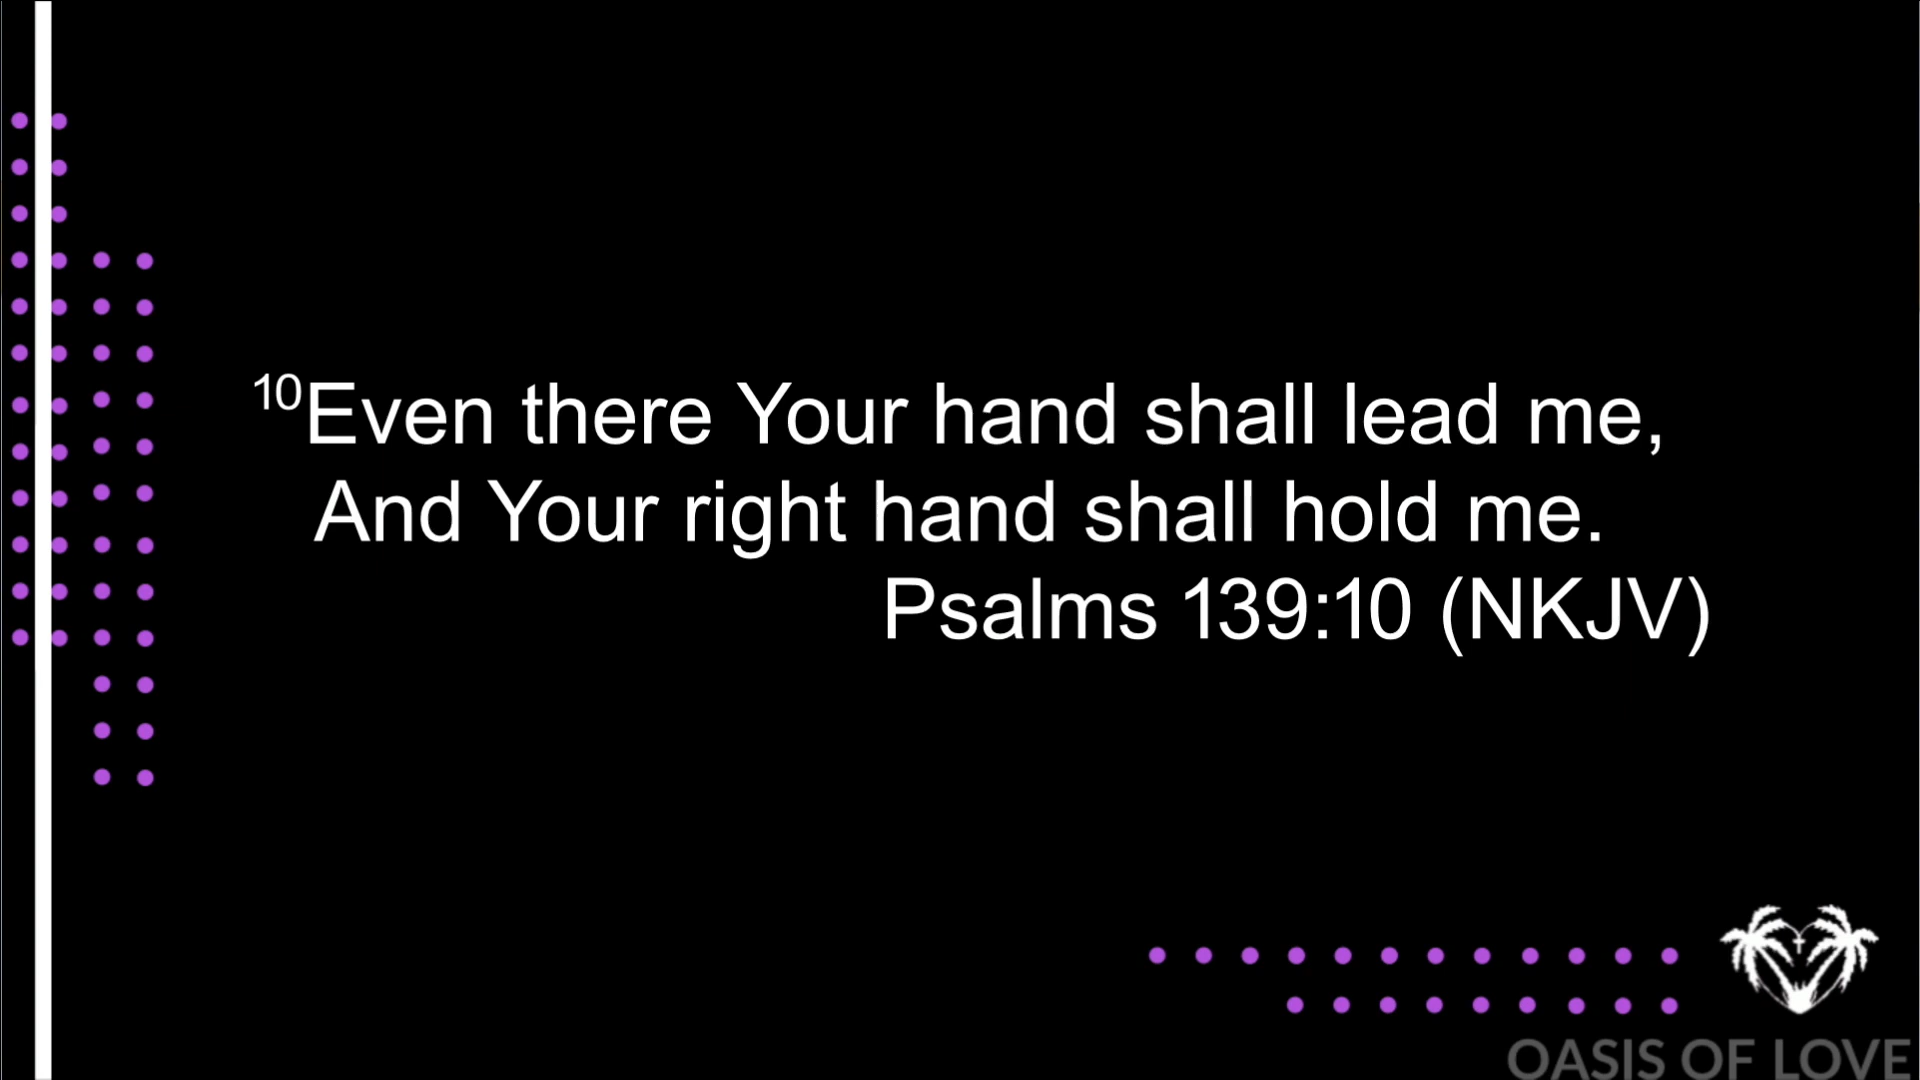 10Even there Your hand shall lead me,
And Your right hand shall hold me.
Psalms 139:10 (NKJV)
OASIS OF LOVE